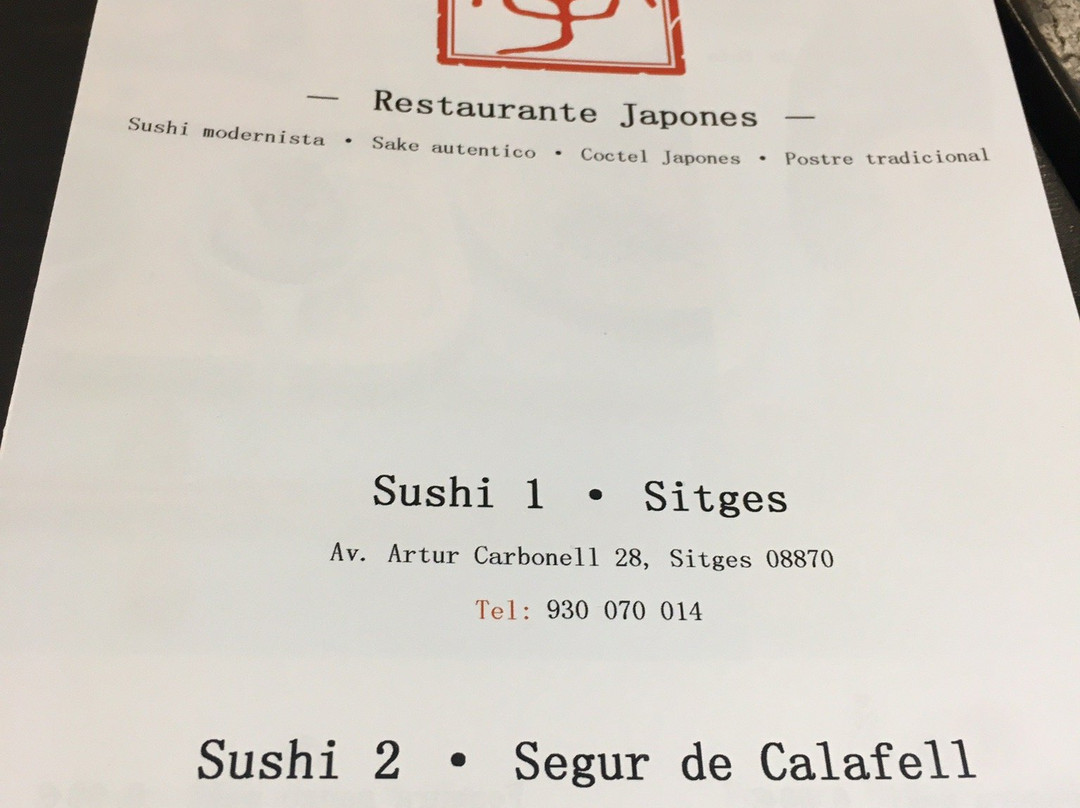 — Restaurante Japones —
Sushi modernista • Sake autentico • Coctel Japones • Postre tradicional
Sushi 1 • Sitges
Av. Artur Carbonell 28, Sitges 08870
Tel: 930 070 014
Sushi 2 • Segur de Calafell